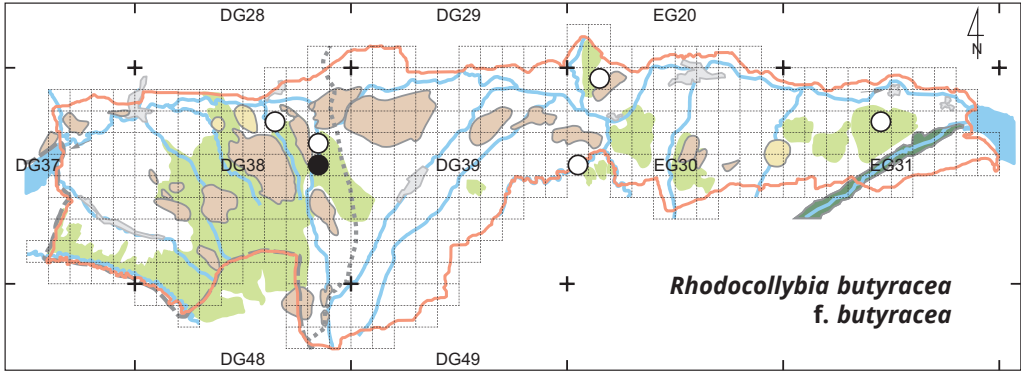 DG28 DG29 EG20
N
DG37 DG38 DG39 EG30 EG31
Rhodocollybia butyracea
f. butyracea
DG48 DG49